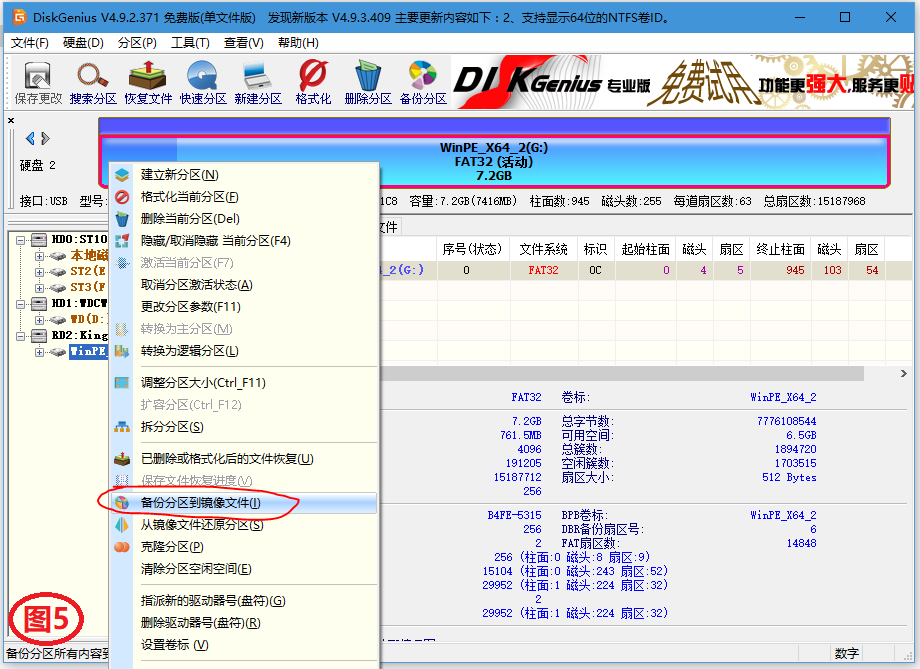 DiskGenius V4.9.2.371 免费版(单文件版) 发现新版本 V4.9.3.409 主要更新内容如下：2、支持显示64位的NTFS卷ID。
文件(F) 硬盘(D) 分区(P) 工具(T) 查看(V) 帮助(H)
保存更改 搜索分区 恢复文件 快速分区 新建分区 格式化 删除分区 备份分区
DISKGenius 专业版 免费试用 功能更强大,服务更贴
硬盘 2
WinPE_X64_2(G:)
FAT32 (活动)
7.2GB
接口:USB 型号: 1C8 容量:7.2GB(7416MB) 柱面数:945 磁头数:255 每道扇区数:63 总扇区数:15187968
文件
序号(状态) 文件系统 标识 起始柱面 磁头 扇区 终止柱面 磁头 扇区
4_2(G:) 0 FAT32 0C 0 4 5 945 103 54
HD0:ST10
本地磁
ST2(E
ST3(F
HD1:WDCW
WD(D:
RD2:King
WinPE_
建立新分区(N)
格式化当前分区(F)
删除当前分区(Del)
隐藏/取消隐藏 当前分区(F4)
激活当前分区(F7)
取消分区激活状态(A)
更改分区参数(F11)
转换为主分区(M)
转换为逻辑分区(L)
调整分区大小(Ctrl_F11)
扩容分区(Ctrl_F12)
拆分分区(S)
已删除或格式化后的文件恢复(U)
保存文件恢复进度(V)
备份分区到镜像文件(I)
从镜像文件还原分区(S)
克隆分区(P)
清除分区空闲空间(E)
指派新的驱动器号(盘符)(G)
删除驱动器号(盘符)(R)
设置卷标 (V)
FAT32 卷标: WinPE_X64_2
7.2GB 总字节数: 7776108544
761.5MB 可用空间: 6.5GB
4096 总簇数: 1894720
191205 空闲簇数: 1703515
15187712 扇区大小: 512 Bytes
256
B4FE-5315 BPB卷标: WinPE_X64_2
256 DBR备份扇区号: 6
2 FAT扇区数: 14848
256 (柱面:0 磁头:8 扇区:9)
15104 (柱面:0 磁头:243 扇区:52)
29952 (柱面:1 磁头:224 扇区:32)
2
29952 (柱面:1 磁头:224 扇区:32)
图5
备份分区所有内容到 数字